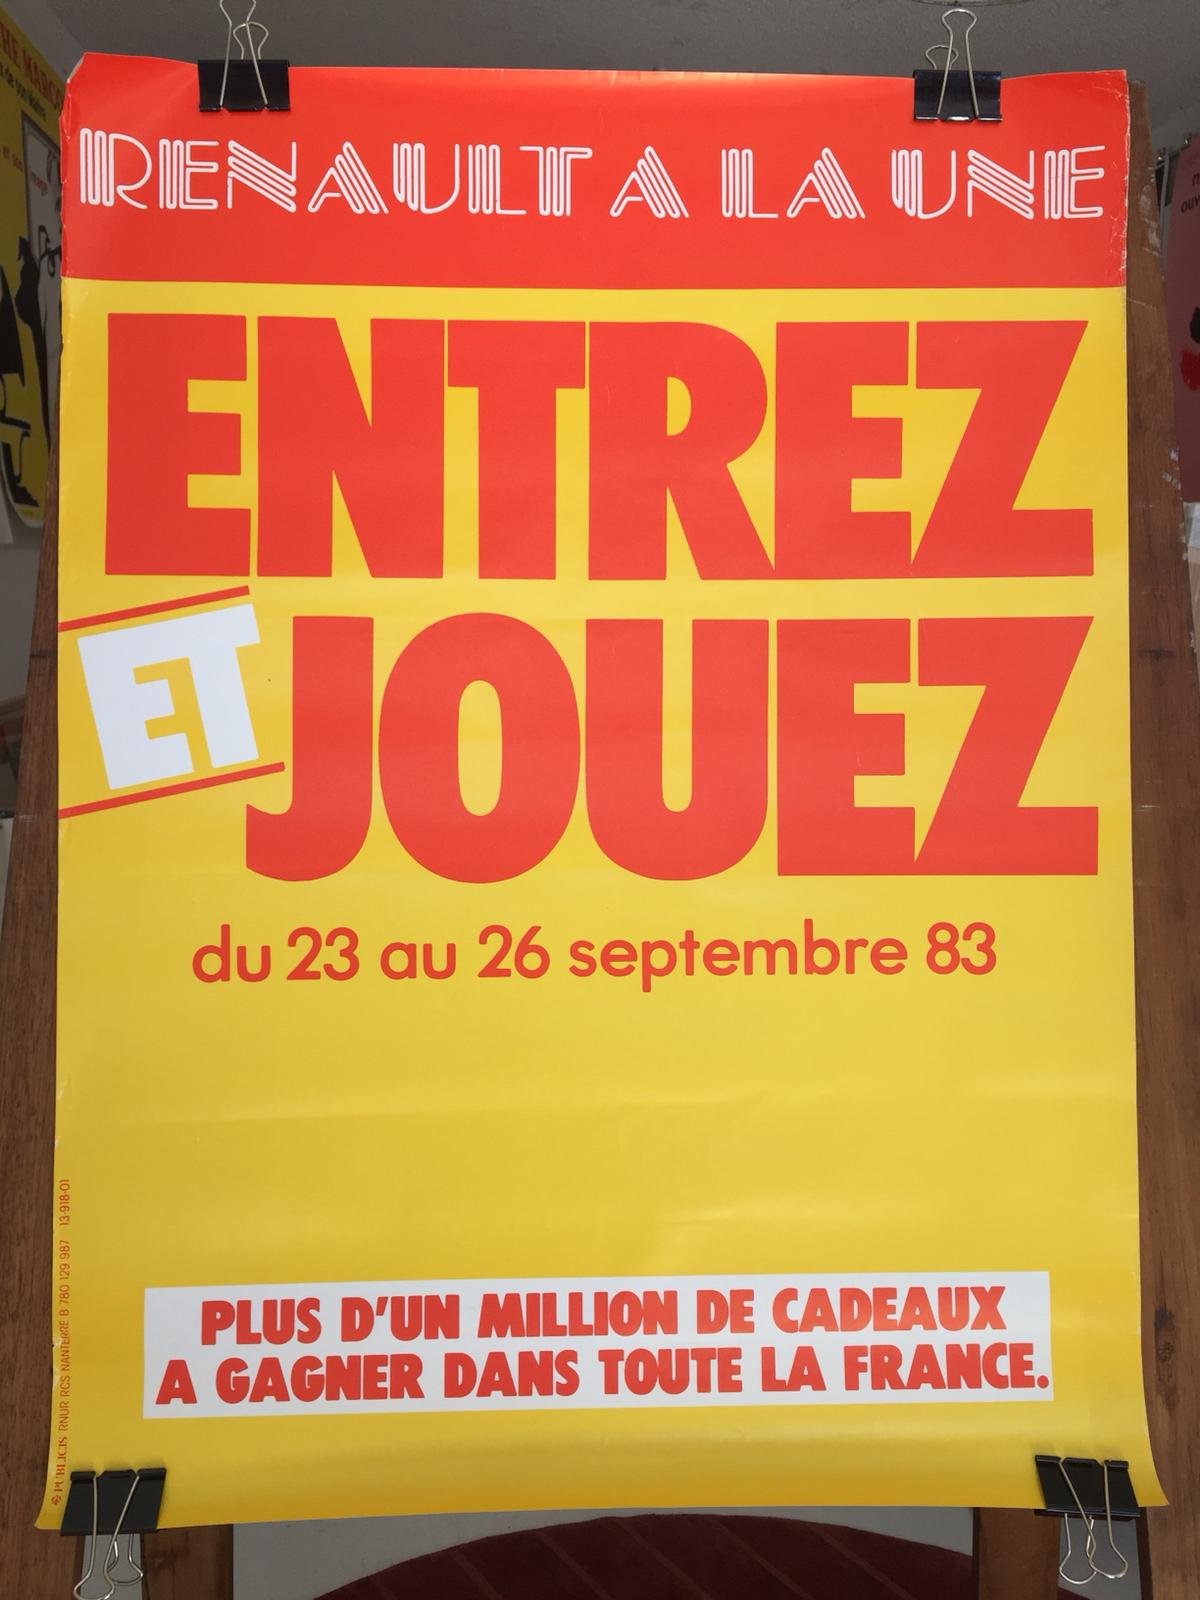 RENAULT A LA UNE
ENTREZ
ET
JOUEZ
du 23 au 26 septembre 83
PLUS D'UN MILLION DE CADEAUX
A GAGNER DANS TOUTE LA FRANCE.
PUBLICIS RNUR RCS NANTERRE B 780 129 987 13-918-01